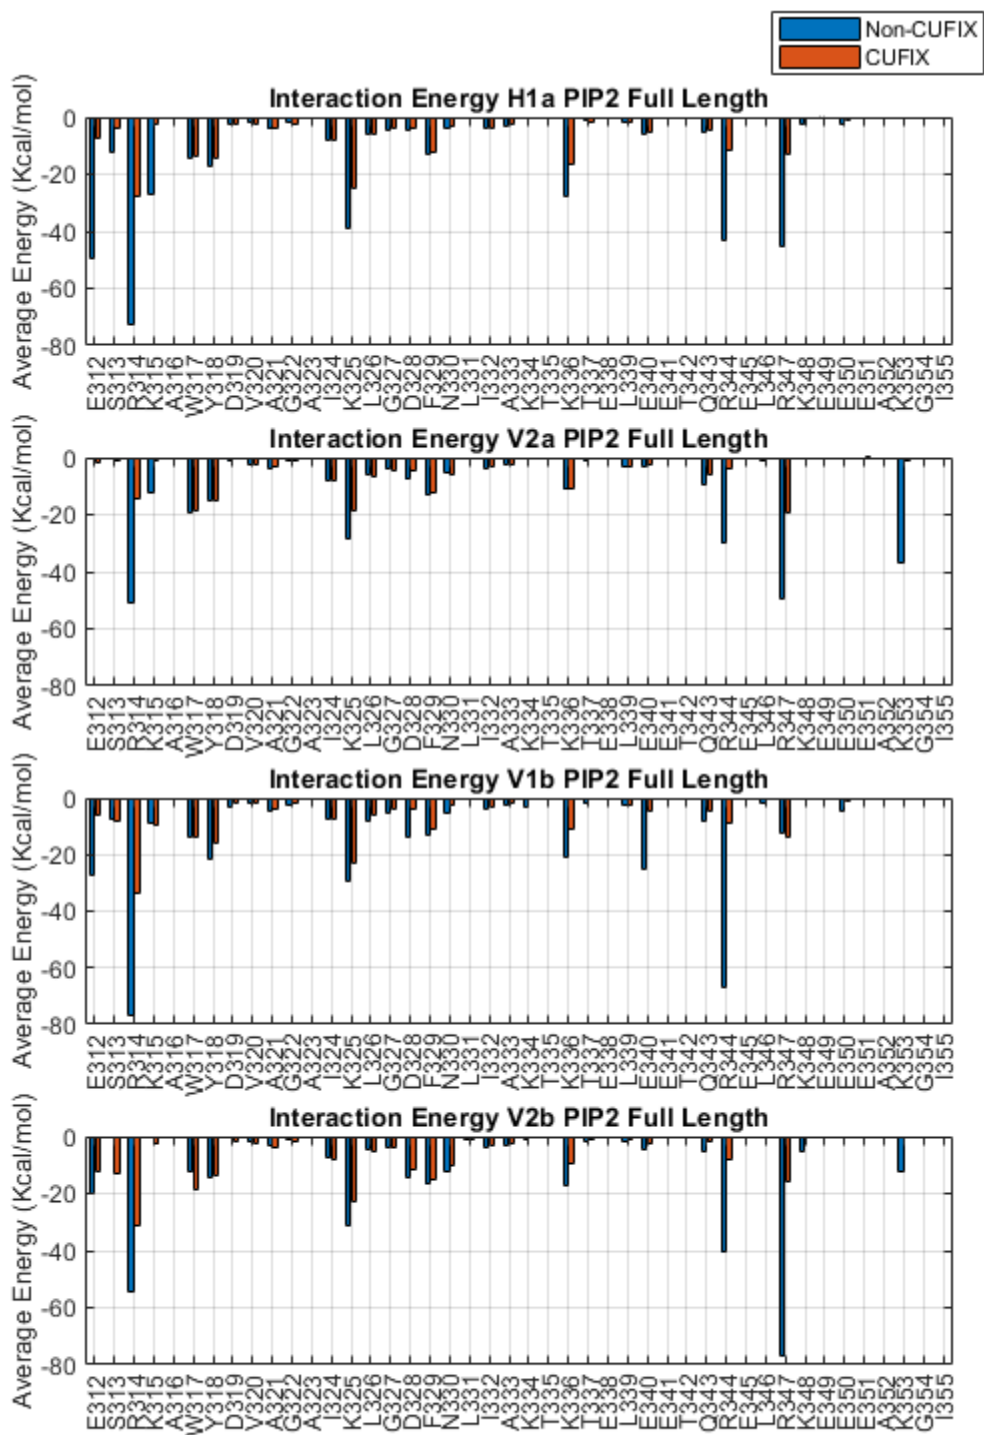 Non-CUFIX
CUFIX
Interaction Energy H1a PIP2 Full Length
Average Energy (Kcal/mol)
0
-20
-40
-60
-80
E312 S313 R314 K315 A316 W317 Y318 D319 V320 A321 G322 A323 I324 K325 L326 G327 D328 F329 N330 L331 I332 A333 K334 T335 K336 T337 E338 L339 E340 E341 T342 Q343 R344 E345 L346 R347 K348 E349 E350 E351 A352 K353 G354 I355
Interaction Energy V2a PIP2 Full Length
Average Energy (Kcal/mol)
0
-20
-40
-60
-80
E312 S313 R314 K315 A316 W317 Y318 D319 V320 A321 G322 A323 I324 K325 L326 G327 D328 F329 N330 L331 I332 A333 K334 T335 K336 T337 E338 L339 E340 E341 T342 Q343 R344 E345 L346 R347 K348 E349 E350 E351 A352 K353 G354 I355
Interaction Energy V1b PIP2 Full Length
Average Energy (Kcal/mol)
0
-20
-40
-60
-80
E312 S313 R314 K315 A316 W317 Y318 D319 V320 A321 G322 A323 I324 K325 L326 G327 D328 F329 N330 L331 I332 A333 K334 T335 K336 T337 E338 L339 E340 E341 T342 Q343 R344 E345 L346 R347 K348 E349 E350 E351 A352 K353 G354 I355
Interaction Energy V2b PIP2 Full Length
Average Energy (Kcal/mol)
0
-20
-40
-60
-80
E312 S313 R314 K315 A316 W317 Y318 D319 V320 A321 G322 A323 I324 K325 L326 G327 D328 F329 N330 L331 I332 A333 K334 T335 K336 T337 E338 L339 E340 E341 T342 Q343 R344 E345 L346 R347 K348 E349 E350 E351 A352 K353 G354 I355